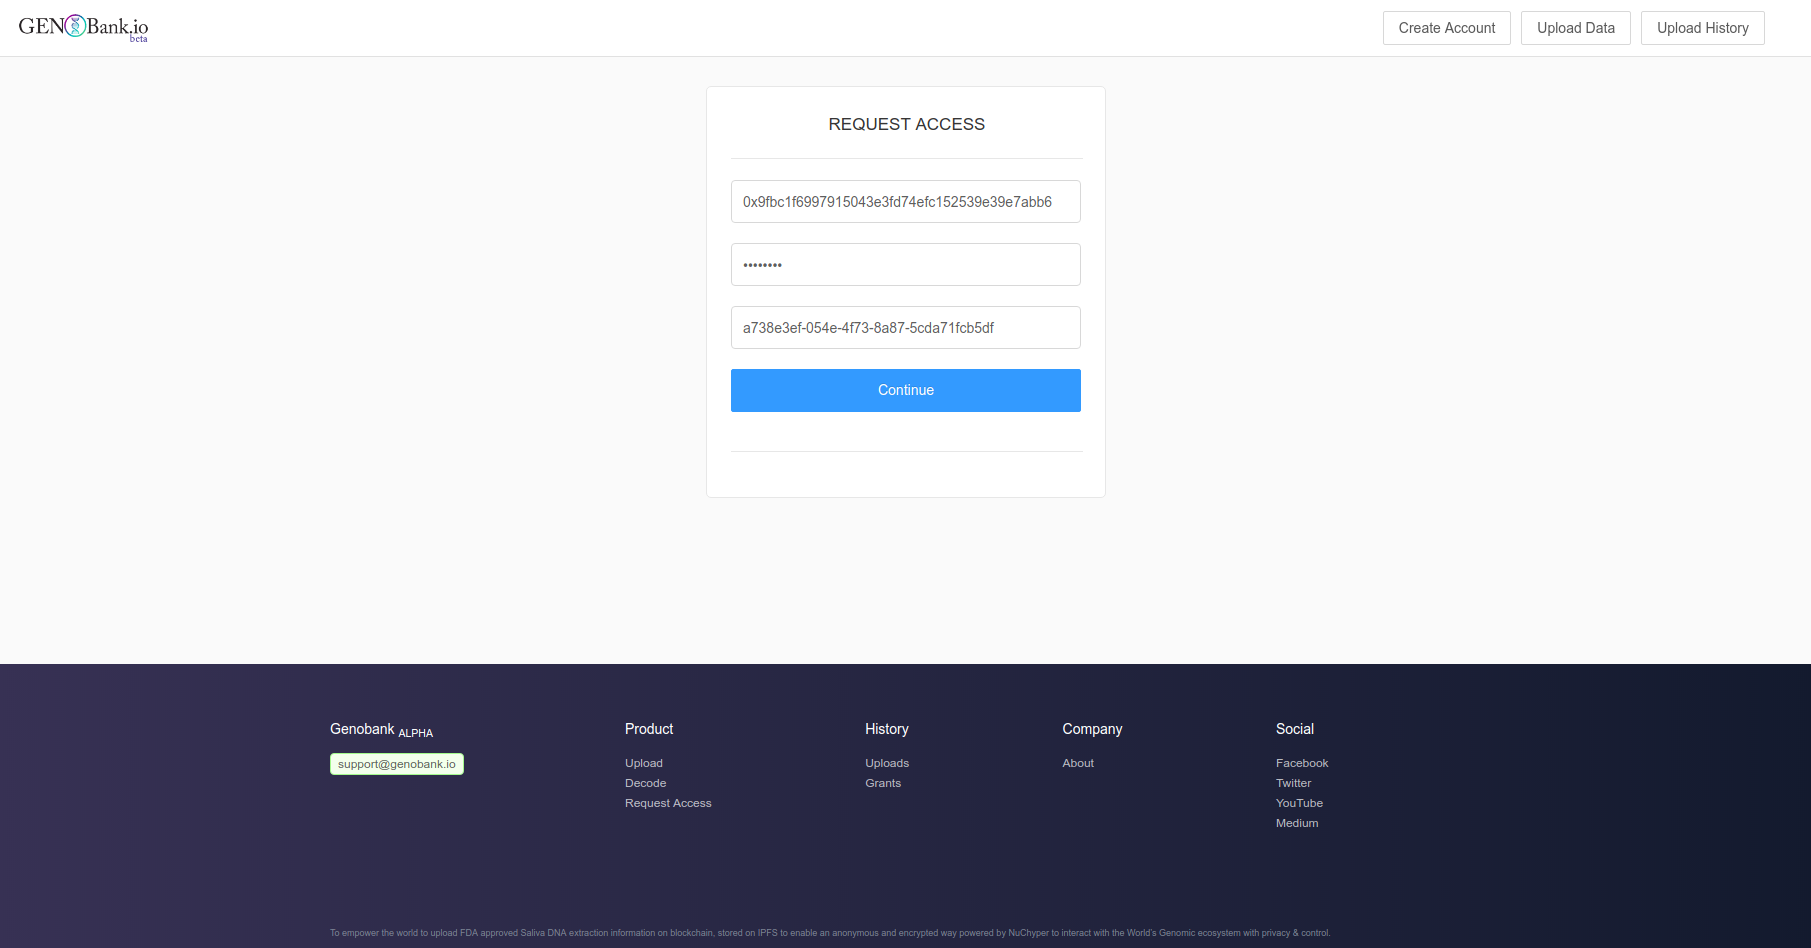 GENOBank.io
beta
Create Account
Upload Data
Upload History
REQUEST ACCESS
0x9fbc1f6997915043e3fd74efc152539e39e7abb6
••••••••
a738e3ef-054e-4f73-8a87-5cda71fcb5df
Continue
Genobank ALPHA
support@genobank.io
Product
Upload
Decode
Request Access
History
Uploads
Grants
Company
About
Social
Facebook
Twitter
YouTube
Medium
To empower the world to upload FDA approved Saliva DNA extraction information on blockchain, stored on IPFS to enable an anonymous and encrypted way powered by NuChyper to interact with the World's Genomic ecosystem with privacy & control.